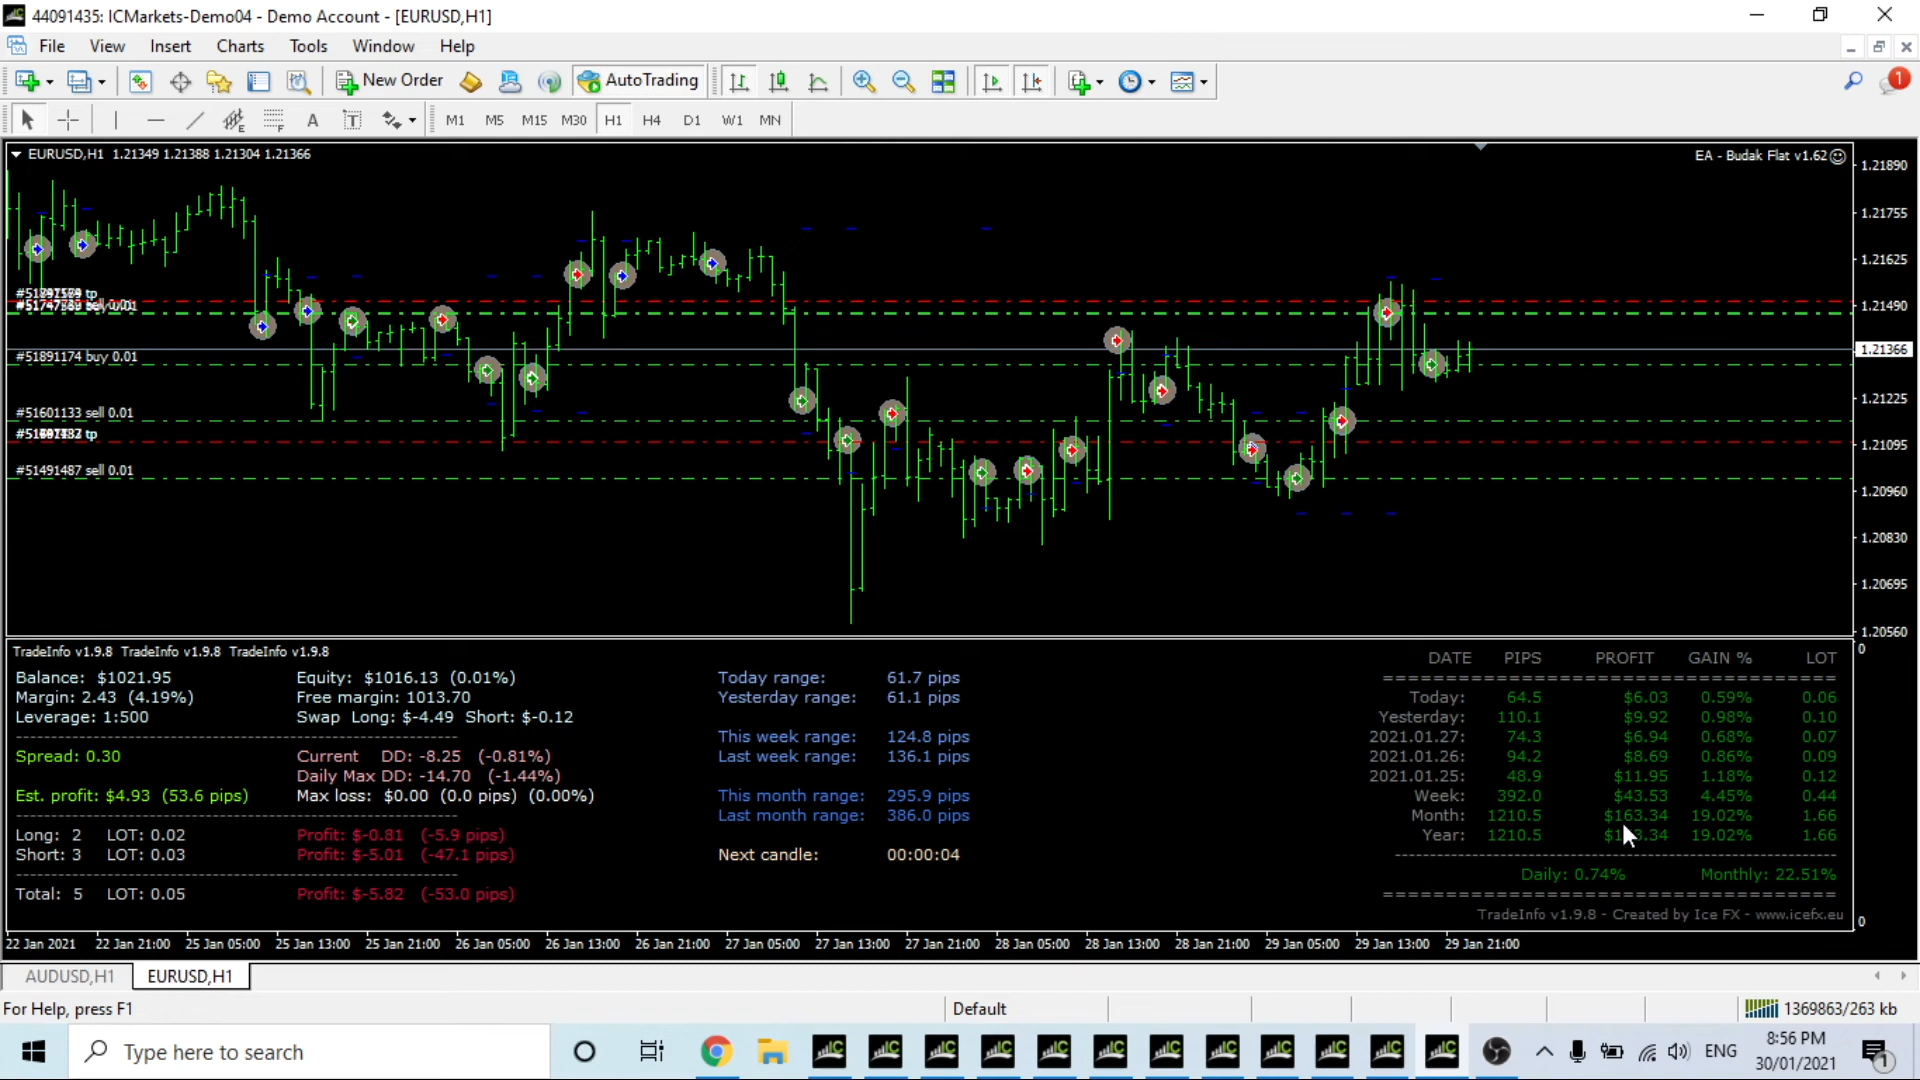 44091435: ICMarkets-Demo04 - Demo Account - [EURUSD,H1]
File View Insert Charts Tools Window Help
New Order AutoTrading 1
E F A T M1 M5 M15 M30 H1 H4 D1 W1 MN
EURUSD,H1 1.21349 1.21388 1.21304 1.21366
EA - Budak Flat v1.62
1.21890
1.21755
1.21625
1.21490
1.21366
1.21225
1.21095
1.20960
1.20830
1.20695
1.20560
tp
0.01
#51891174 buy 0.01
#51601133 sell 0.01
tp
#51491487 sell 0.01
TradeInfo v1.9.8 TradeInfo v1.9.8 TradeInfo v1.9.8
Balance: $1021.95 Equity: $1016.13 (0.01%)
Margin: 2.43 (4.19%) Free margin: 1013.70
Leverage: 1:500 Swap Long: $-4.49 Short: $-0.12
Spread: 0.30 Current DD: -8.25 (-0.81%)
Daily Max DD: -14.70 (-1.44%)
Est. profit: $4.93 (53.6 pips) Max loss: $0.00 (0.0 pips) (0.00%)
Long: 2 LOT: 0.02 Profit: $-0.81 (-5.9 pips)
Short: 3 LOT: 0.03 Profit: $-5.01 (-47.1 pips)
Total: 5 LOT: 0.05 Profit: $-5.82 (-53.0 pips)
Today range: 61.7 pips
Yesterday range: 61.1 pips
This week range: 124.8 pips
Last week range: 136.1 pips
This month range: 295.9 pips
Last month range: 386.0 pips
Next candle: 00:00:04
DATE PIPS PROFIT GAIN % LOT
Today: 64.5 $6.03 0.59% 0.06
Yesterday: 110.1 $9.92 0.98% 0.10
2021.01.27: 74.3 $6.94 0.68% 0.07
2021.01.26: 94.2 $8.69 0.86% 0.09
2021.01.25: 48.9 $11.95 1.18% 0.12
Week: 392.0 $43.53 4.45% 0.44
Month: 1210.5 $163.34 19.02% 1.66
Year: 1210.5 19.02% 1.66
Daily: 0.74% Monthly: 22.51%
TradeInfo v1.9.8 - Created by Ice FX - www.icefx.eu
0
0
22 Jan 2021 22 Jan 21:00 25 Jan 05:00 25 Jan 13:00 25 Jan 21:00 26 Jan 05:00 26 Jan 13:00 26 Jan 21:00 27 Jan 05:00 27 Jan 13:00 27 Jan 21:00 28 Jan 05:00 28 Jan 13:00 28 Jan 21:00 29 Jan 05:00 29 Jan 13:00 29 Jan 21:00
AUDUSD,H1 EURUSD,H1
For Help, press F1 Default 1369863/263 kb
Type here to search
IC IC IC IC IC IC IC IC IC IC IC IC
ENG
8:56 PM
30/01/2021
1